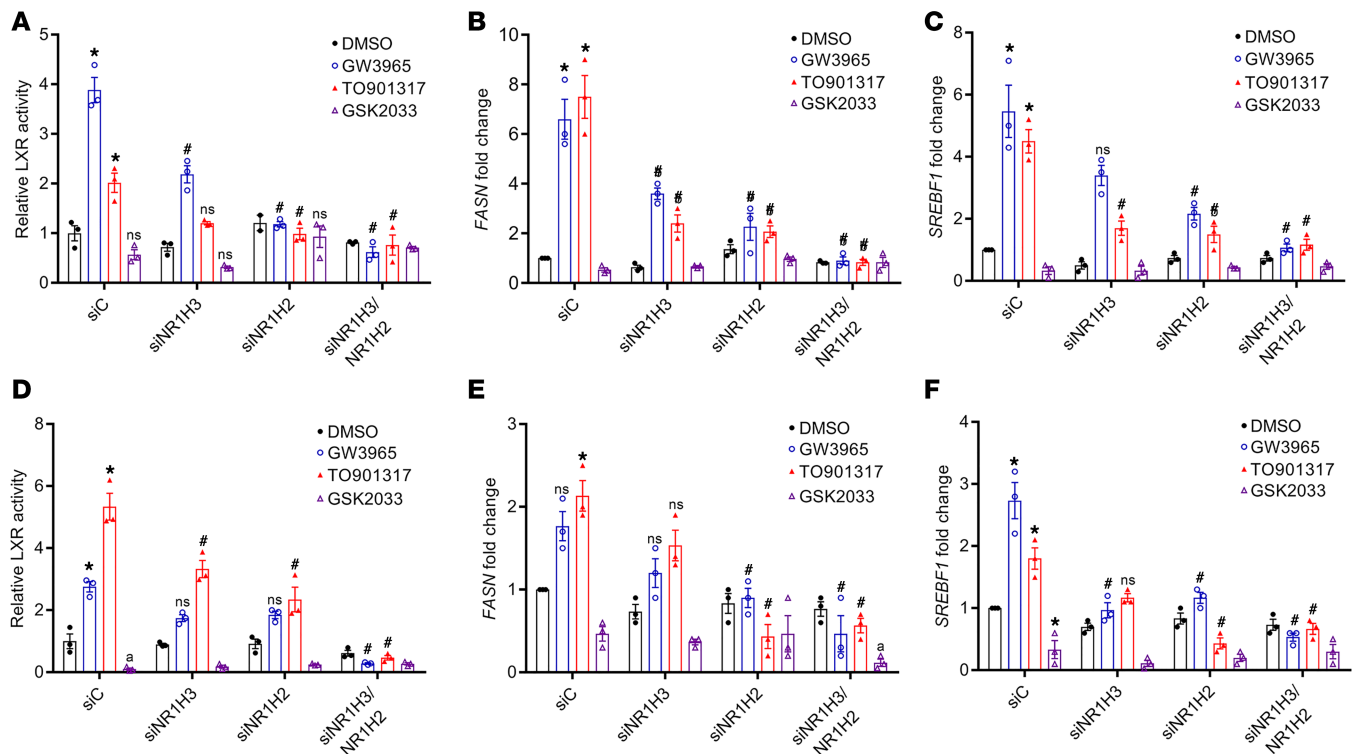 A
Relative LXR activity
5
4
3
2
1
0
* * ns
# ns ns
# # ns
# #
siC
siNR1H3
siNR1H2
siNR1H3/
NR1H2
DMSO
GW3965
TO901317
GSK2033
B
FASN fold change
10
8
6
4
2
0
* *
# #
# #
# #
siC
siNR1H3
siNR1H2
siNR1H3/
NR1H2
DMSO
GW3965
TO901317
GSK2033
C
SREBF1 fold change
8
6
4
2
0
* *
ns #
# #
# #
siC
siNR1H3
siNR1H2
siNR1H3/
NR1H2
DMSO
GW3965
TO901317
GSK2033
D
Relative LXR activity
8
6
4
2
0
* * a
ns #
ns #
# #
siC
siNR1H3
siNR1H2
siNR1H3/
NR1H2
DMSO
GW3965
TO901317
GSK2033
E
FASN fold change
3
2
1
0
ns *
ns ns
# #
# # a
siC
siNR1H3
siNR1H2
siNR1H3/
NR1H2
DMSO
GW3965
TO901317
GSK2033
F
SREBF1 fold change
4
3
2
1
0
* * *
# ns
# #
# #
siC
siNR1H3
siNR1H2
siNR1H3/
NR1H2
DMSO
GW3965
TO901317
GSK2033